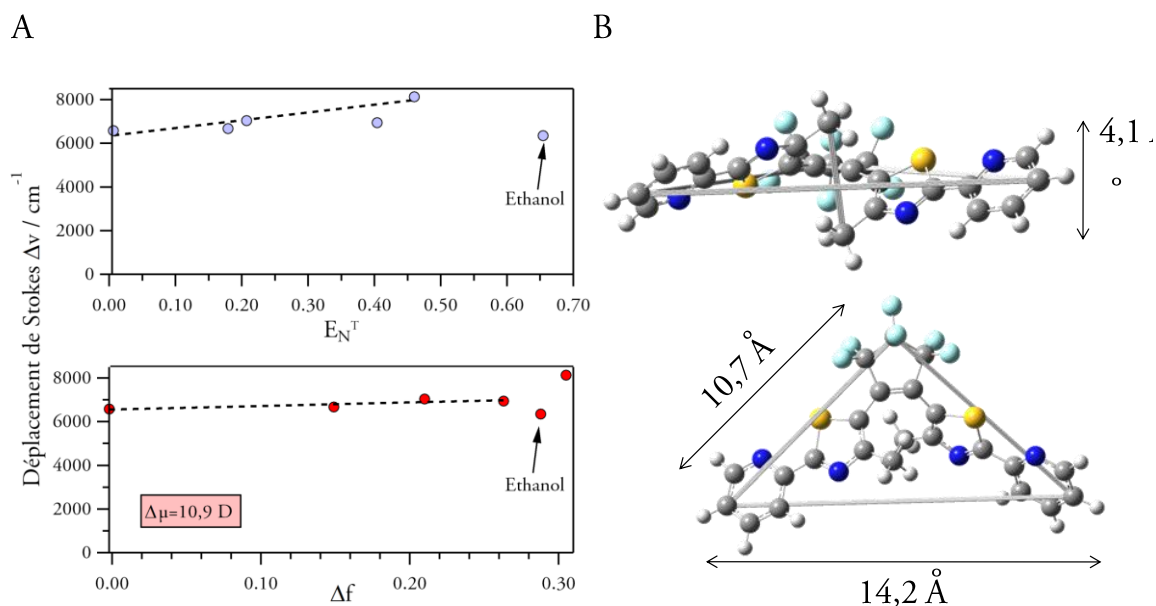 A
B
Déplacement de Stokes Δν / cm⁻¹
8000
6000
4000
2000
0
Ethanol
0.00 0.10 0.20 0.30 0.40 0.50 0.60 0.70
E_N^T
8000
6000
4000
2000
0
Δμ=10,9 D
Ethanol
0.00 0.10 0.20 0.30
Δf
4,1
°
10,7 Å
14,2 Å